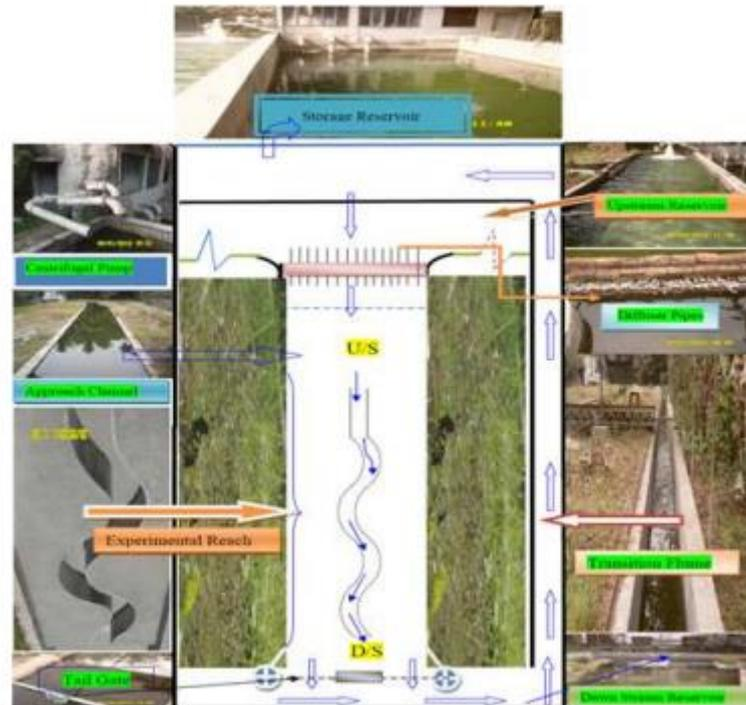 Storage Reservoir
Upstream Reservoir
Centrifugal Pump
Diffuser Pipes
U/S
Approach Channel
Experimental Reach
Transition Flume
D/S
Tail Gate
Down Stream Reservoir